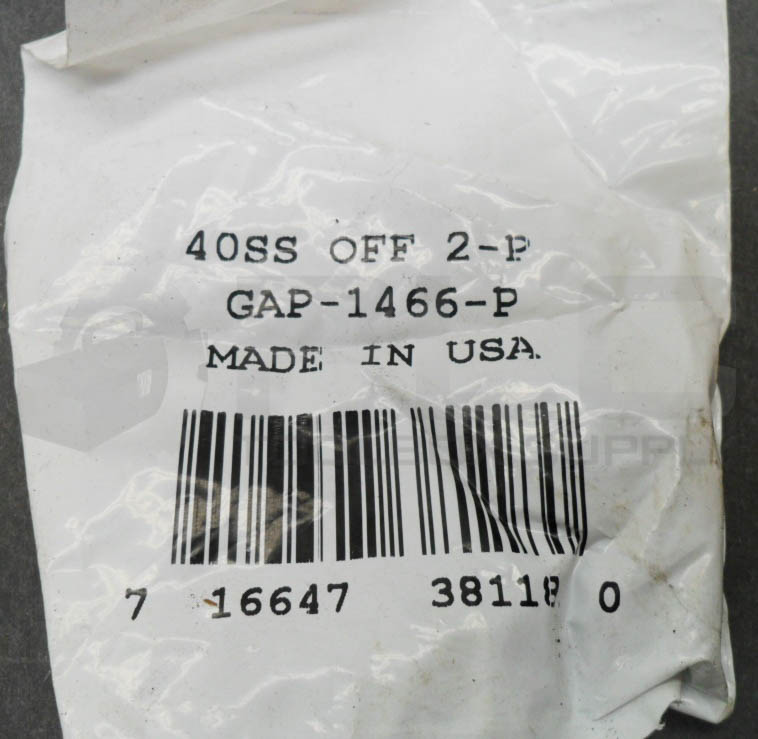 40SS OFF 2-P
GAP-1466-P
MADE IN USA.
7 16647 38118 0